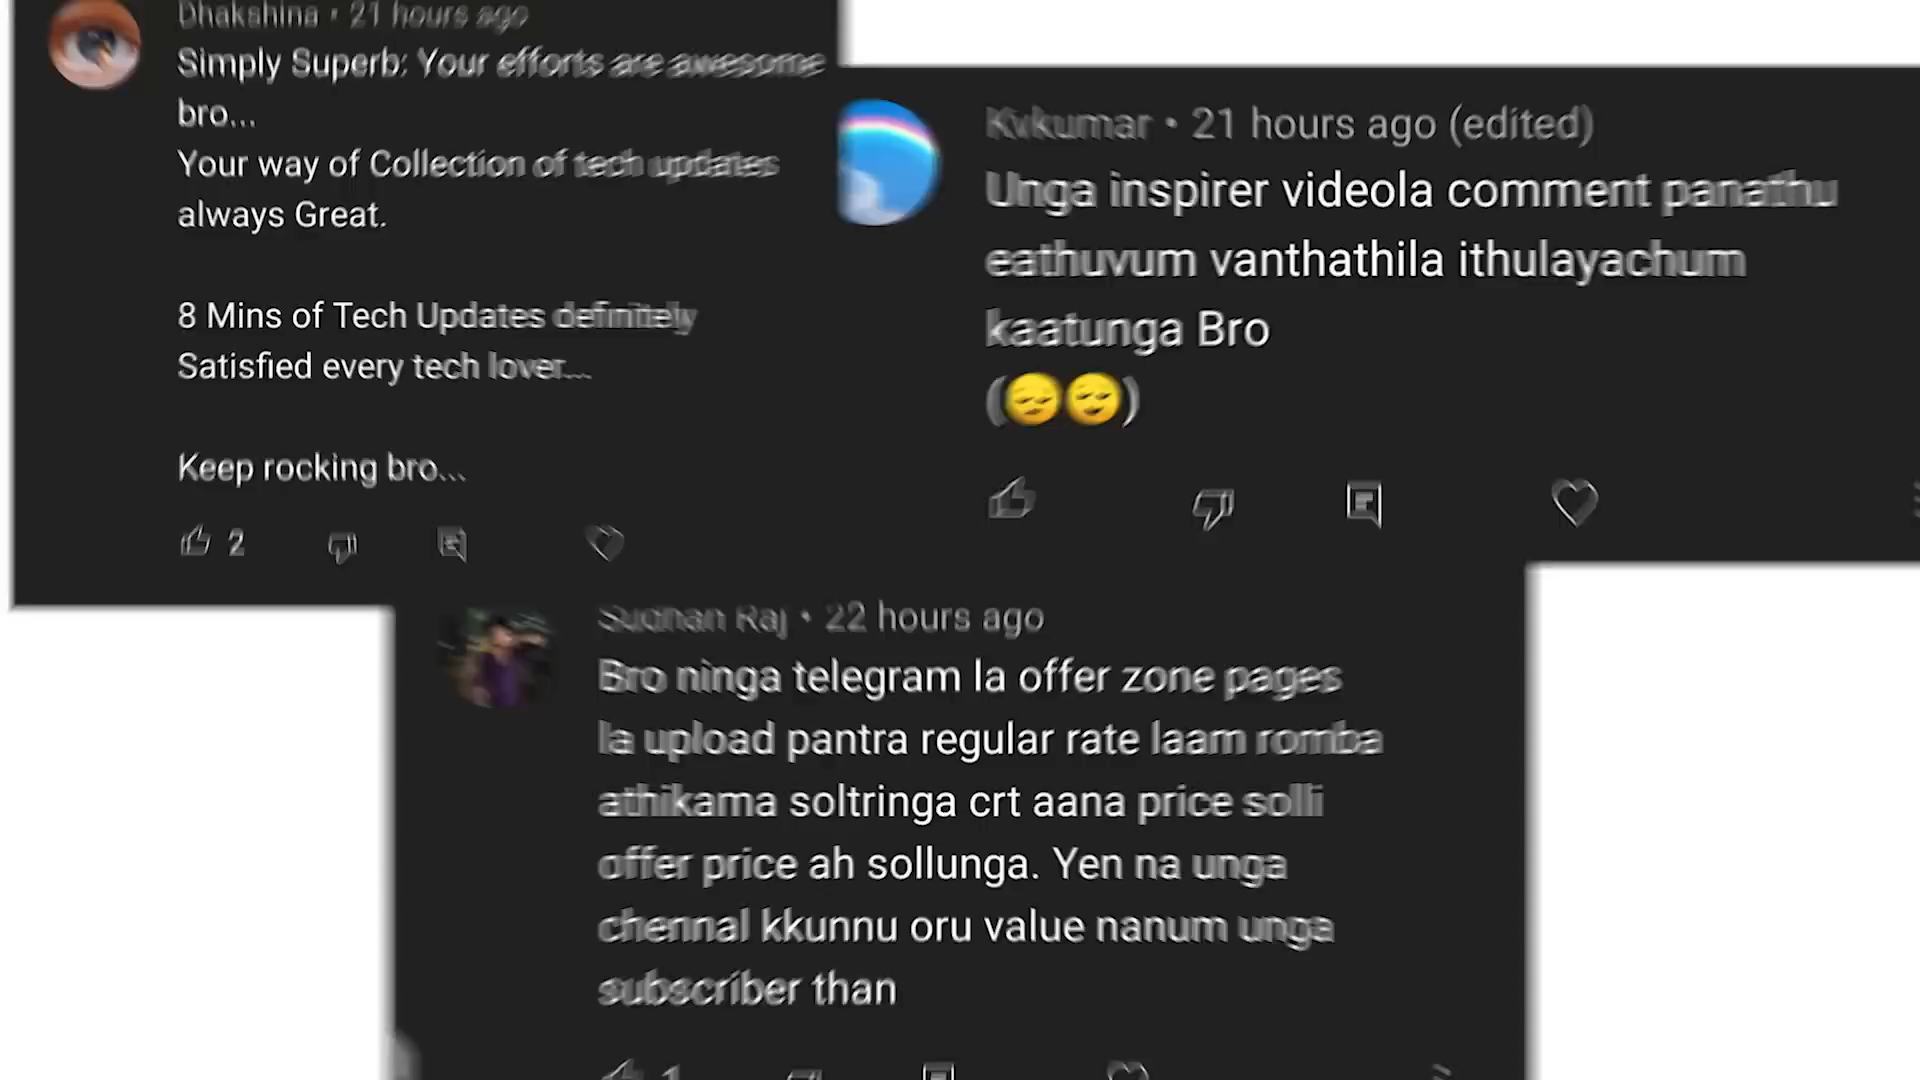 Dhakshina • 21 hours ago
Simply Superb: Your efforts are awesome
bro...
Your way of Collection of tech updates
always Great.
8 Mins of Tech Updates definitely
Satisfied every tech lover...
Keep rocking bro...
2
Kvkumar • 21 hours ago (edited)
Unga inspirer videola comment panathu
eathuvum vanthathila ithulayachum
kaatunga Bro
(😔😌)
Sudhan Raj • 22 hours ago
Bro ninga telegram la offer zone pages
la upload pantra regular rate laam romba
athikama soltringa crt aana price solli
offer price ah sollunga. Yen na unga
chennal kkunnu oru value nanum unga
subscriber than
1